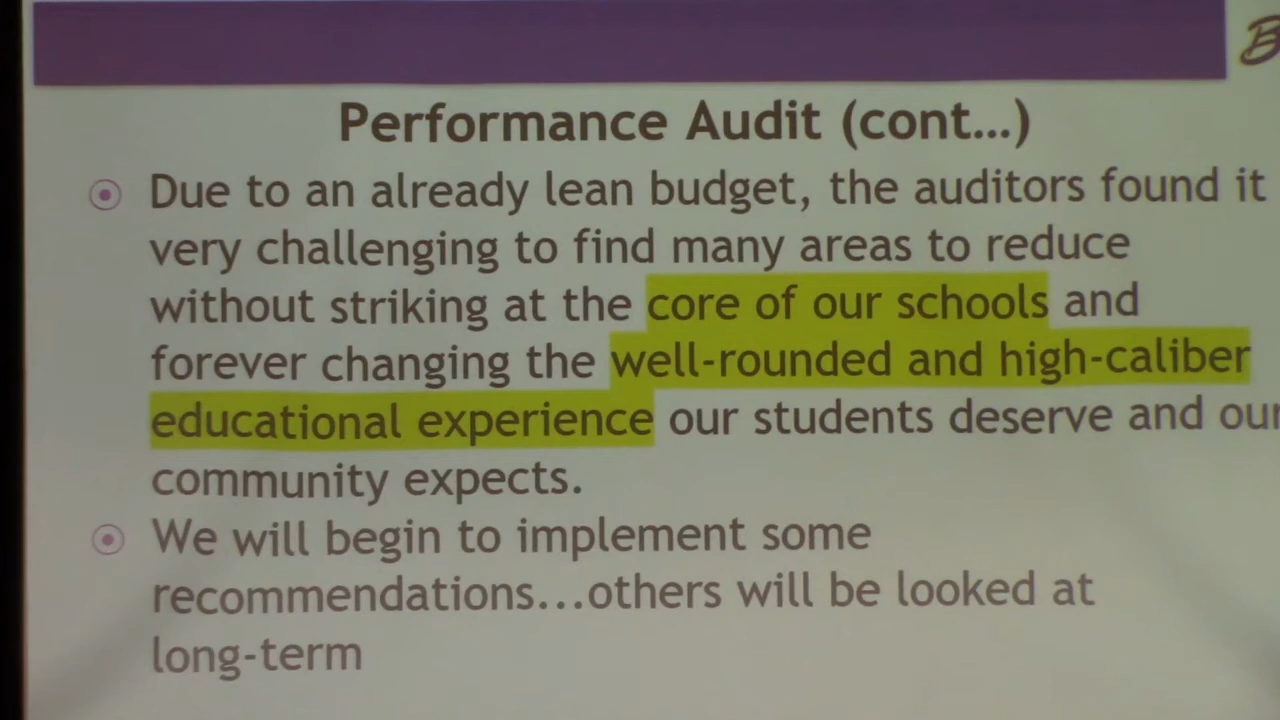 Performance Audit (cont...)
Due to an already lean budget, the auditors found it
very challenging to find many areas to reduce
without striking at the core of our schools and
forever changing the well-rounded and high-caliber
educational experience our students deserve and our
community expects.
We will begin to implement some
recommendations...others will be looked at
long-term